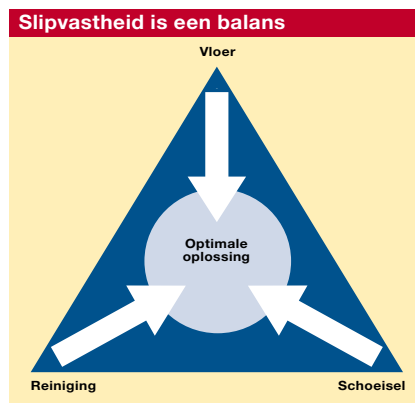 Slipvastheid is een balans
Vloer
Optimale
oplossing
Reiniging
Schoeisel